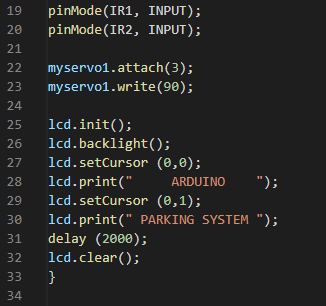 19 pinMode(IR1, INPUT);
20 pinMode(IR2, INPUT);
21
22 myservo1.attach(3);
23 myservo1.write(90);
24
25 lcd.init();
26 lcd.backlight();
27 lcd.setCursor (0,0);
28 lcd.print("     ARDUINO    ");
29 lcd.setCursor (0,1);
30 lcd.print(" PARKING SYSTEM ");
31 delay (2000);
32 lcd.clear();
33 }
34